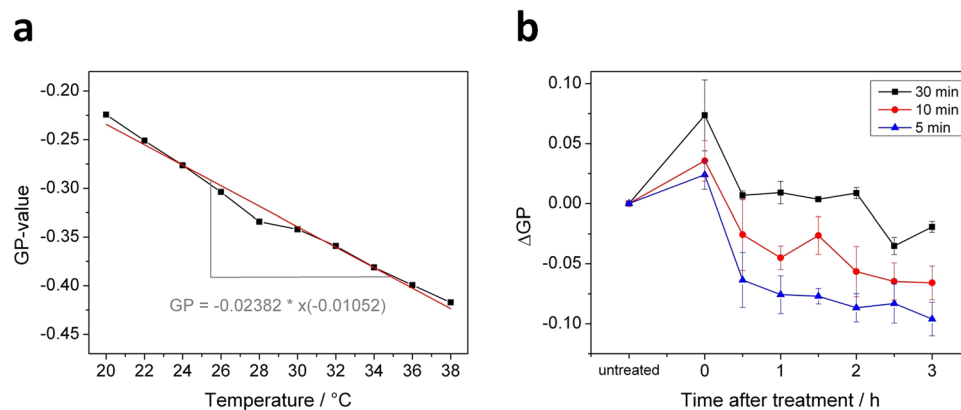 a
-0.20
-0.25
-0.30
-0.35
-0.40
-0.45
GP-value
GP = -0.02382 * x(-0.01052)
20 22 24 26 28 30 32 34 36 38
Temperature / °C
b
0.10
0.05
0.00
-0.05
-0.10
ΔGP
30 min
10 min
5 min
untreated 0 1 2 3
Time after treatment / h